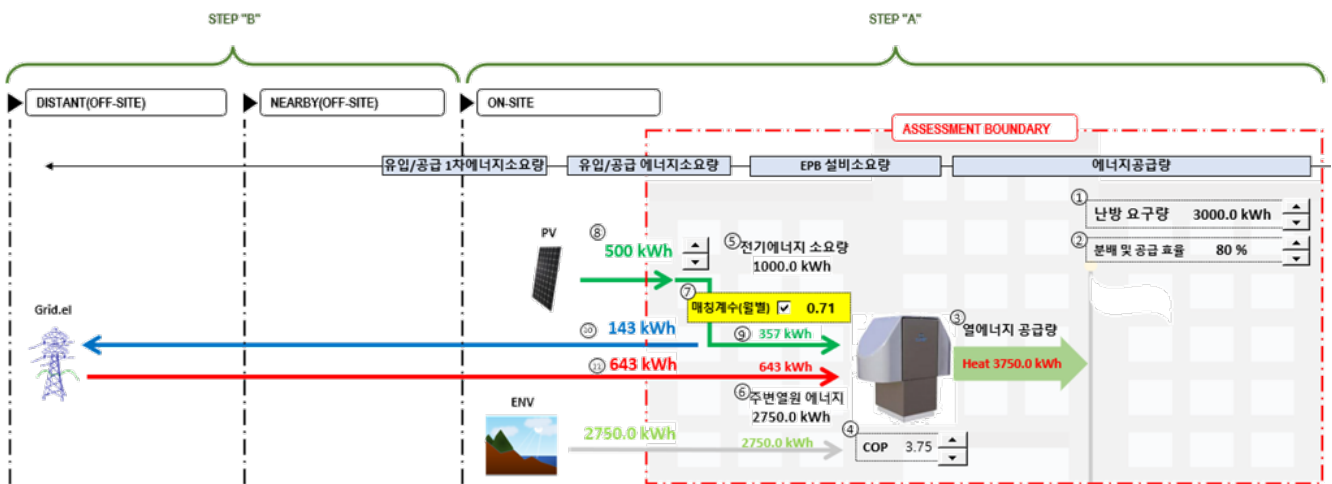 STEP "B"
STEP "A"
DISTANT(OFF-SITE)
NEARBY(OFF-SITE)
ON-SITE
ASSESSMENT BOUNDARY
유입/공급 1차에너지소요량
유입/공급 에너지소요량
EPB 설비소요량
에너지공급량
① 난방 요구량 3000.0 kWh
② 분배 및 공급 효율 80 %
PV
⑧
500 kWh
⑤ 전기에너지 소요량
1000.0 kWh
⑦
매칭계수(월별) 0.71
Grid.el
⑩ 143 kWh
⑨ 357 kWh
③ 열에너지 공급량
Heat 3750.0 kWh
⑪ 643 kWh
643 kWh
⑥ 주변열원 에너지
2750.0 kWh
ENV
2750.0 kWh
2750.0 kWh
④
COP 3.75